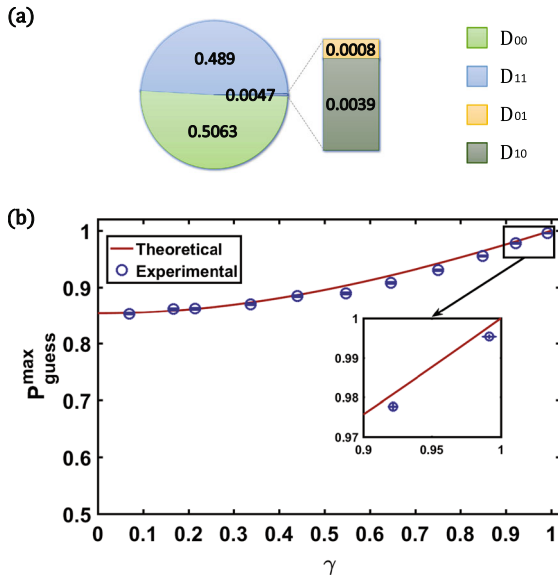 (a)
0.489
0.0047
0.5063
0.0008
0.0039
D00
D11
D01
D10
(b)
1
0.9
0.8
0.7
0.6
0.5
P max guess
Theoretical
Experimental
1
0.99
0.98
0.97
0.9 0.95 1
0 0.1 0.2 0.3 0.4 0.5 0.6 0.7 0.8 0.9 1
γ